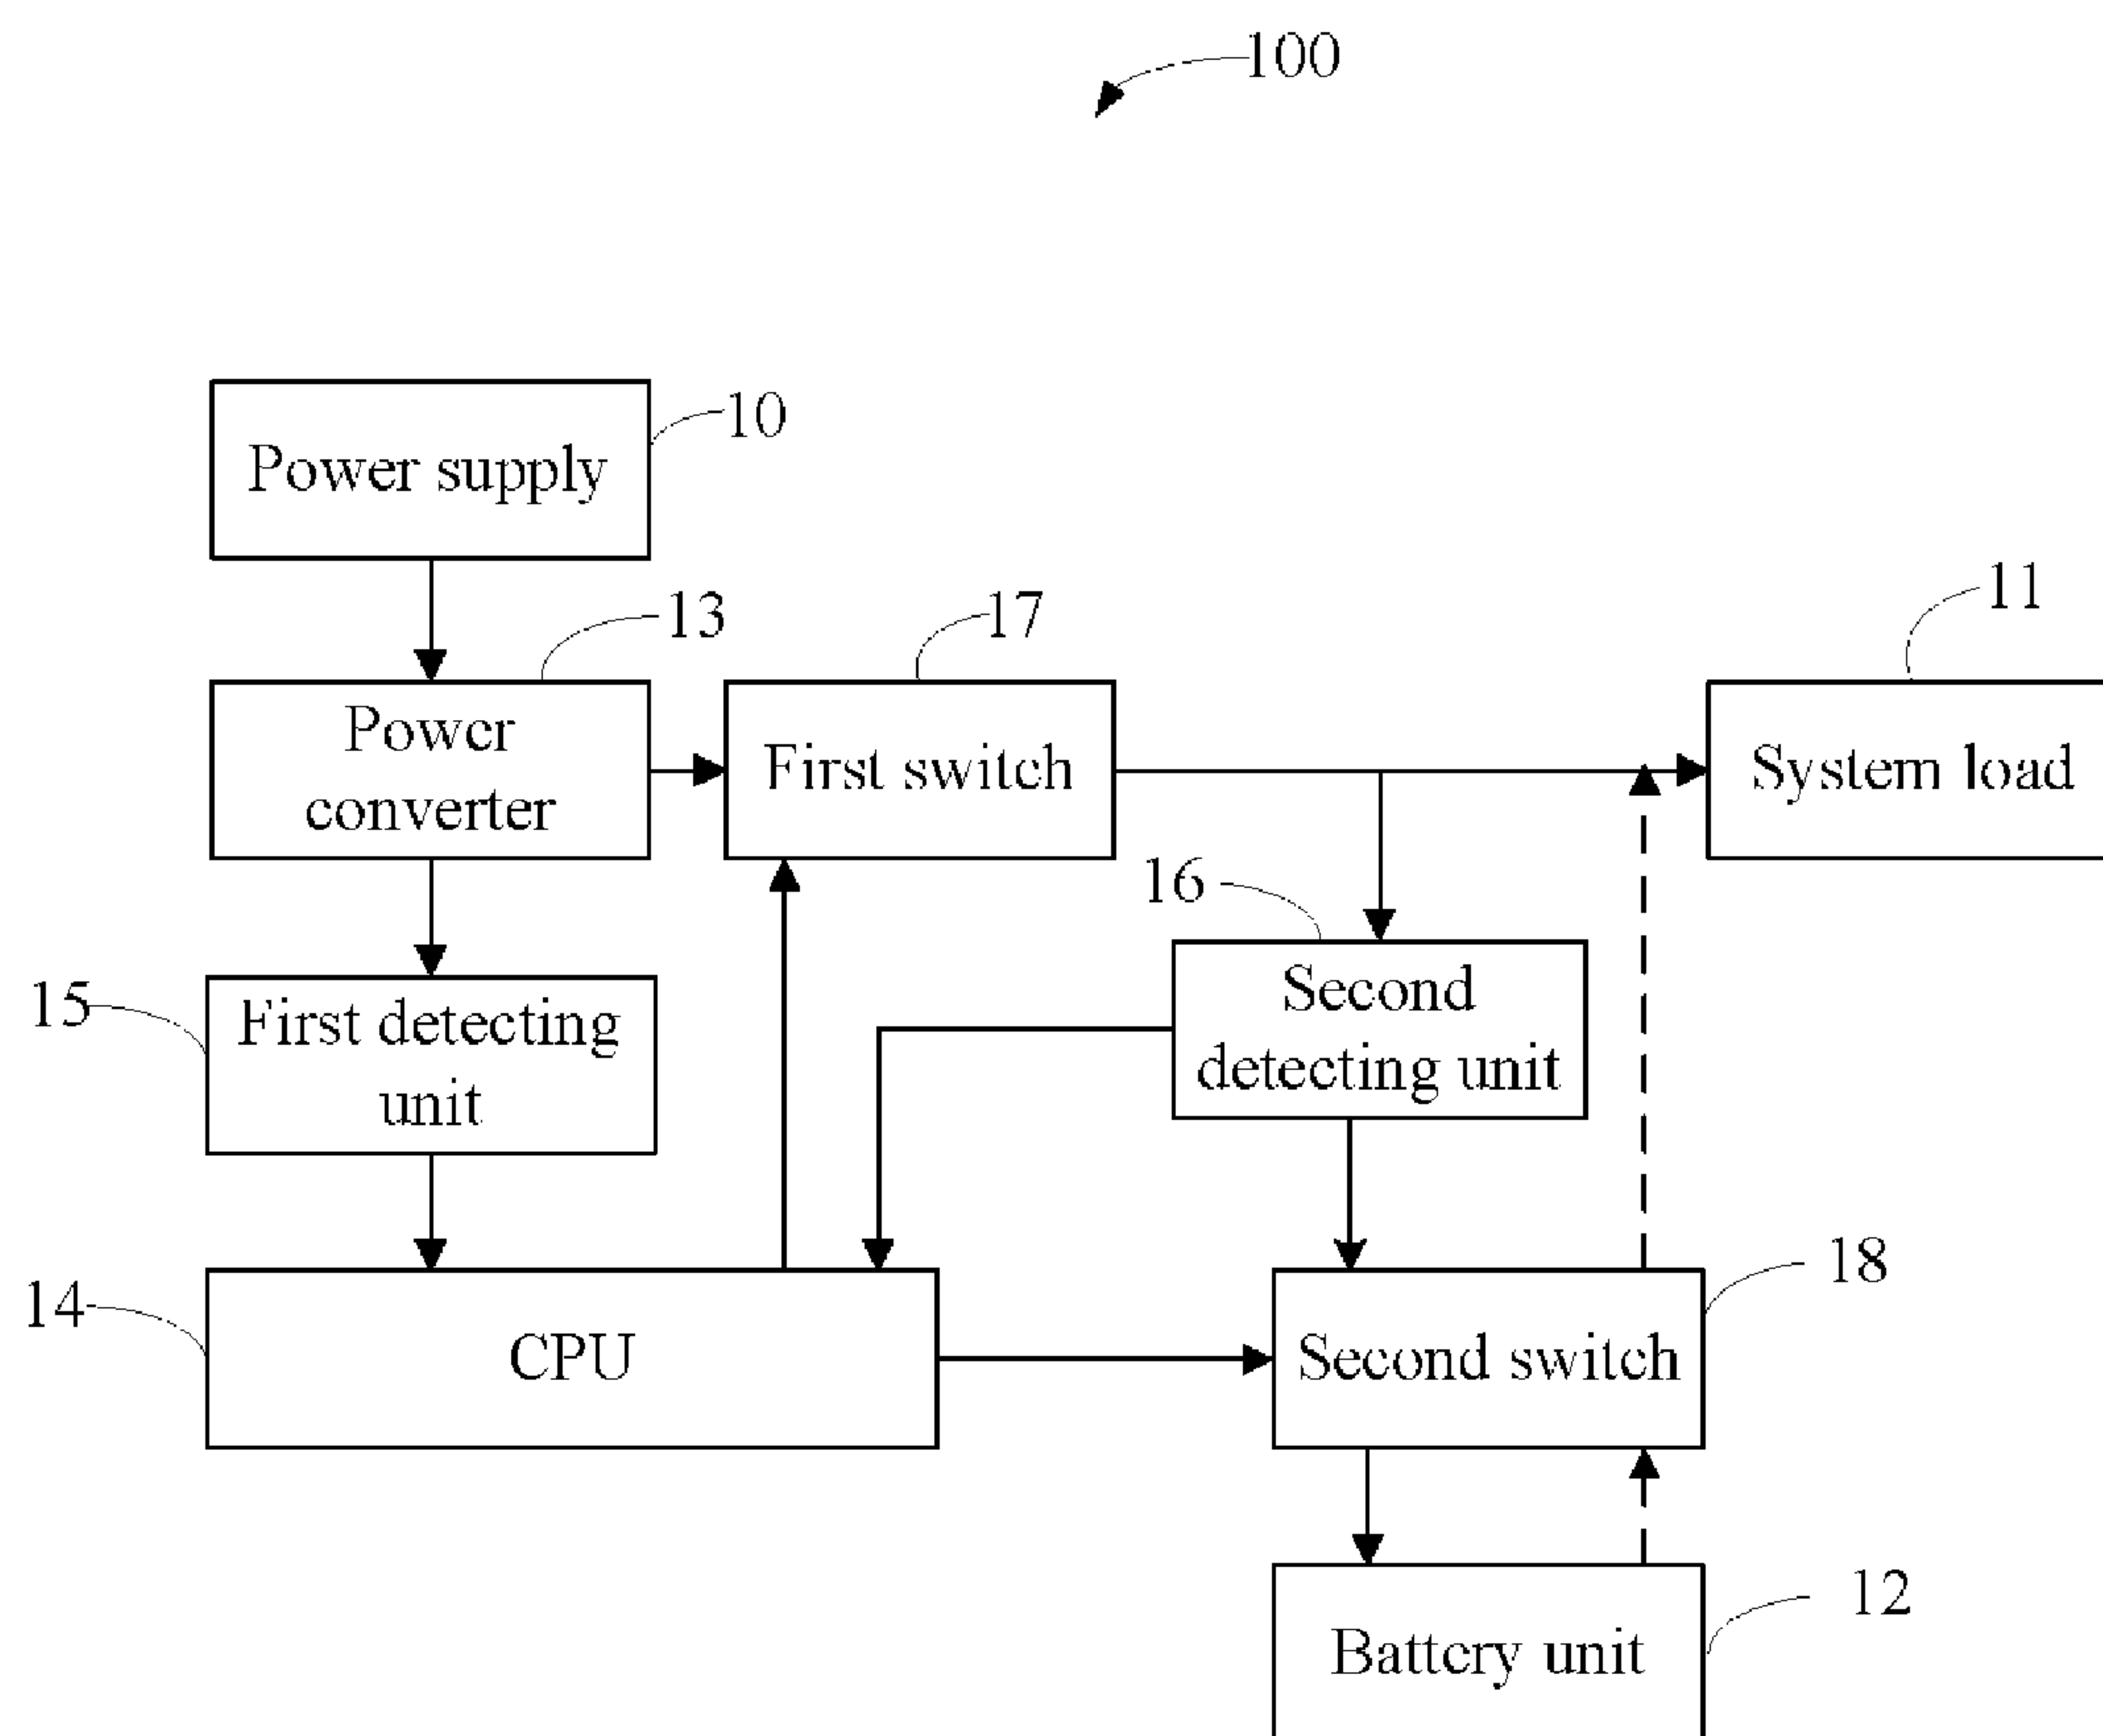 100
10
Power supply
13
17
11
Power
converter
First switch
System load
16
15
First detecting
unit
Second
detecting unit
14
CPU
18
Second switch
12
Battery unit